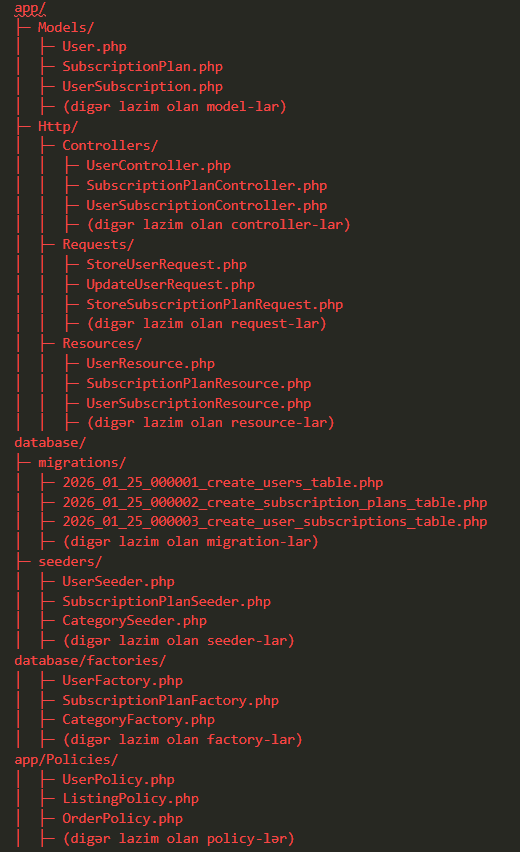 app/
├─ Models/
│  ├─ User.php
│  ├─ SubscriptionPlan.php
│  ├─ UserSubscription.php
│  ├─ (digər lazim olan model-lar)
├─ Http/
│  ├─ Controllers/
│  │  ├─ UserController.php
│  │  ├─ SubscriptionPlanController.php
│  │  ├─ UserSubscriptionController.php
│  │  ├─ (digər lazim olan controller-lar)
│  ├─ Requests/
│  │  ├─ StoreUserRequest.php
│  │  ├─ UpdateUserRequest.php
│  │  ├─ StoreSubscriptionPlanRequest.php
│  │  ├─ (digər lazim olan request-lar)
│  ├─ Resources/
│  │  ├─ UserResource.php
│  │  ├─ SubscriptionPlanResource.php
│  │  ├─ UserSubscriptionResource.php
│  │  ├─ (digər lazim olan resource-lar)
database/
├─ migrations/
│  ├─ 2026_01_25_000001_create_users_table.php
│  ├─ 2026_01_25_000002_create_subscription_plans_table.php
│  ├─ 2026_01_25_000003_create_user_subscriptions_table.php
│  ├─ (digər lazim olan migration-lar)
├─ seeders/
│  ├─ UserSeeder.php
│  ├─ SubscriptionPlanSeeder.php
│  ├─ CategorySeeder.php
│  ├─ (digər lazim olan seeder-lar)
database/factories/
│  ├─ UserFactory.php
│  ├─ SubscriptionPlanFactory.php
│  ├─ CategoryFactory.php
│  ├─ (digər lazim olan factory-lar)
app/Policies/
│  ├─ UserPolicy.php
│  ├─ ListingPolicy.php
│  ├─ OrderPolicy.php
│  ├─ (digər lazim olan policy-lər)